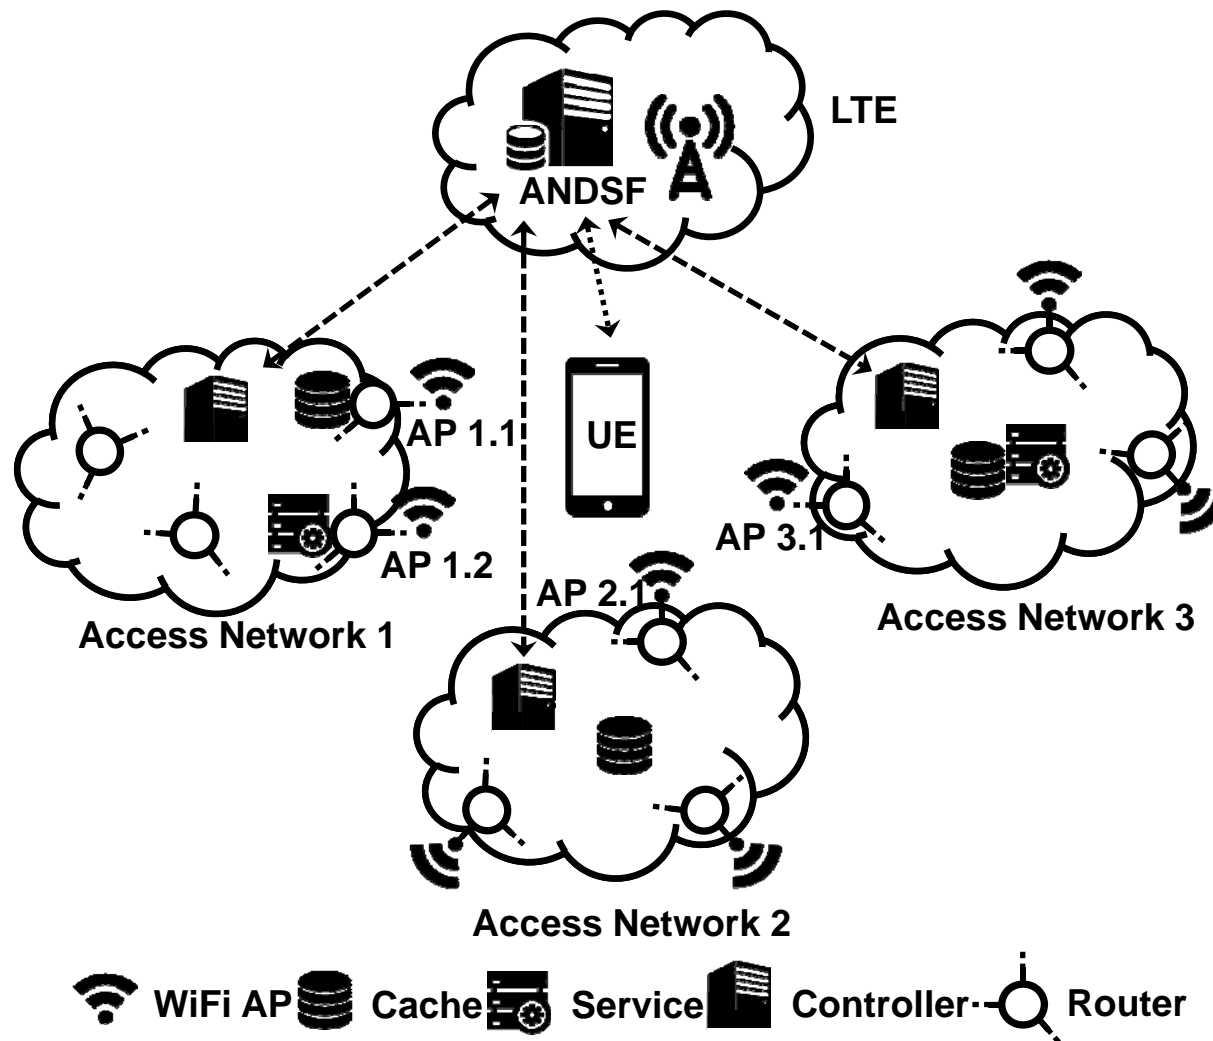 LTE
ANDSF
AP 1.1
UE
AP 1.2
AP 3.1
AP 2.1
Access Network 1
Access Network 3
Access Network 2
WiFi AP
Cache
Service
Controller
Router